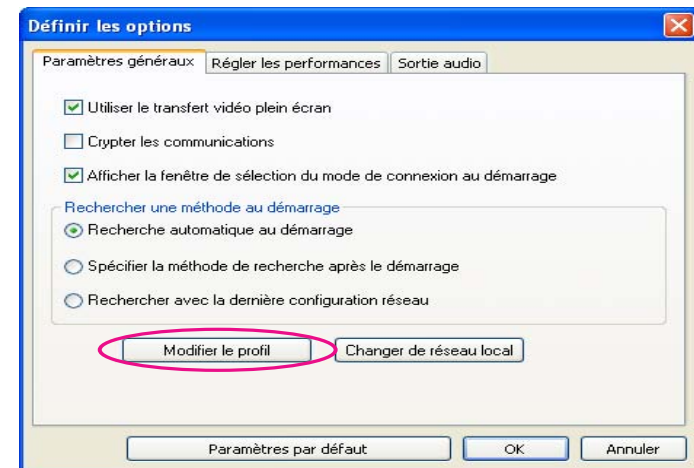 Définir les options
Paramètres généraux Régler les performances Sortie audio
Utiliser le transfert vidéo plein écran
Crypter les communications
Afficher la fenêtre de sélection du mode de connexion au démarrage
Rechercher une méthode au démarrage
Recherche automatique au démarrage
Spécifier la méthode de recherche après le démarrage
Rechercher avec la dernière configuration réseau
Modifier le profil Changer de réseau local
Paramètres par défaut OK Annuler